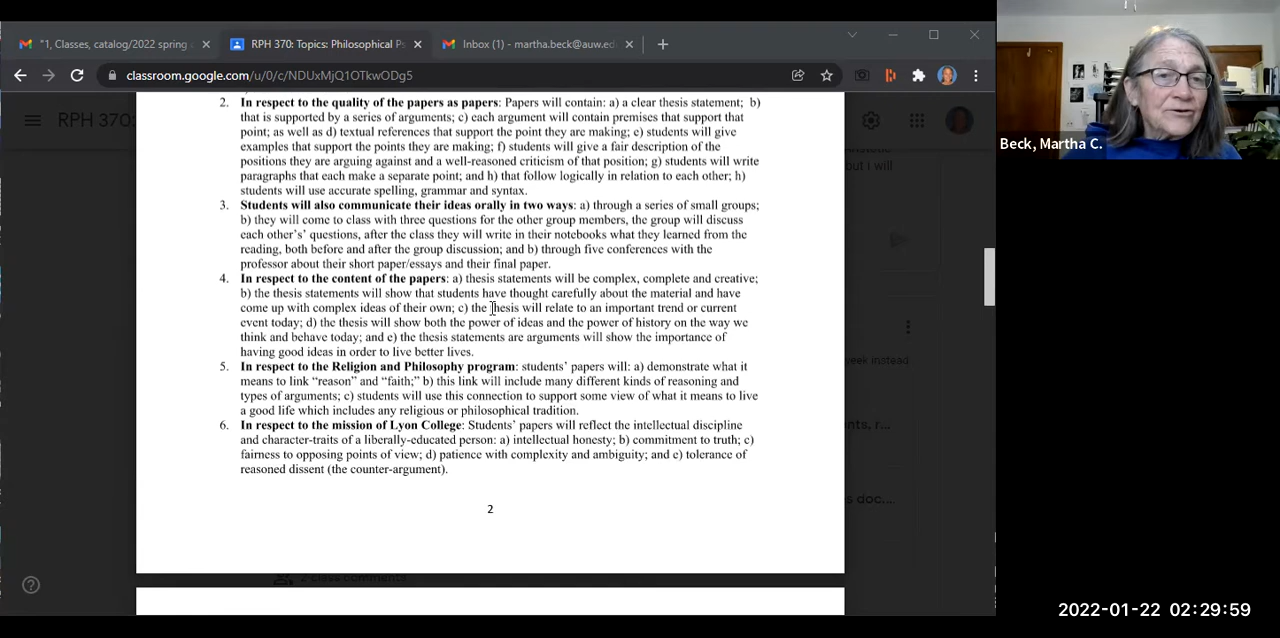 "1, Classes, catalog/2022 spring
RPH 370: Topics: Philosophical P
Inbox (1) - martha.beck@auw.ed
classroom.google.com/u/0/c/NDUxMjQ1OTkwODg5
RPH 370:
but I will
2. In respect to the quality of the papers as papers: Papers will contain: a) a clear thesis statement; b)
that is supported by a series of arguments; c) each argument will contain premises that support that
point; as well as d) textual references that support the point they are making; e) students will give
examples that support the points they are making; f) students will give a fair description of the
positions they are arguing against and a well-reasoned criticism of that position; g) students will write
paragraphs that each make a separate point; and h) that follow logically in relation to each other; h)
students will use accurate spelling, grammar and syntax.
3. Students will also communicate their ideas orally in two ways: a) through a series of small groups;
b) they will come to class with three questions for the other group members, the group will discuss
each other's' questions, after the class they will write in their notebooks what they learned from the
reading, both before and after the group discussion; and b) through five conferences with the
professor about their short paper/essays and their final paper.
4. In respect to the content of the papers: a) thesis statements will be complex, complete and creative;
b) the thesis statements will show that students have thought carefully about the material and have
come up with complex ideas of their own; c) the thesis will relate to an important trend or current
event today; d) the thesis will show both the power of ideas and the power of history on the way we
think and behave today; and e) the thesis statements are arguments will show the importance of
having good ideas in order to live better lives.
5. In respect to the Religion and Philosophy program: students' papers will: a) demonstrate what it
means to link "reason" and "faith;" b) this link will include many different kinds of reasoning and
types of arguments; c) students will use this connection to support some view of what it means to live
a good life which includes any religious or philosophical tradition.
6. In respect to the mission of Lyon College: Students' papers will reflect the intellectual discipline
and character-traits of a liberally-educated person: a) intellectual honesty; b) commitment to truth; c)
fairness to opposing points of view; d) patience with complexity and ambiguity; and e) tolerance of
reasoned dissent (the counter-argument).
2
week instead
ents, r...
s doc....
2 class comments
Beck, Martha C.
2022-01-22 02:29:59